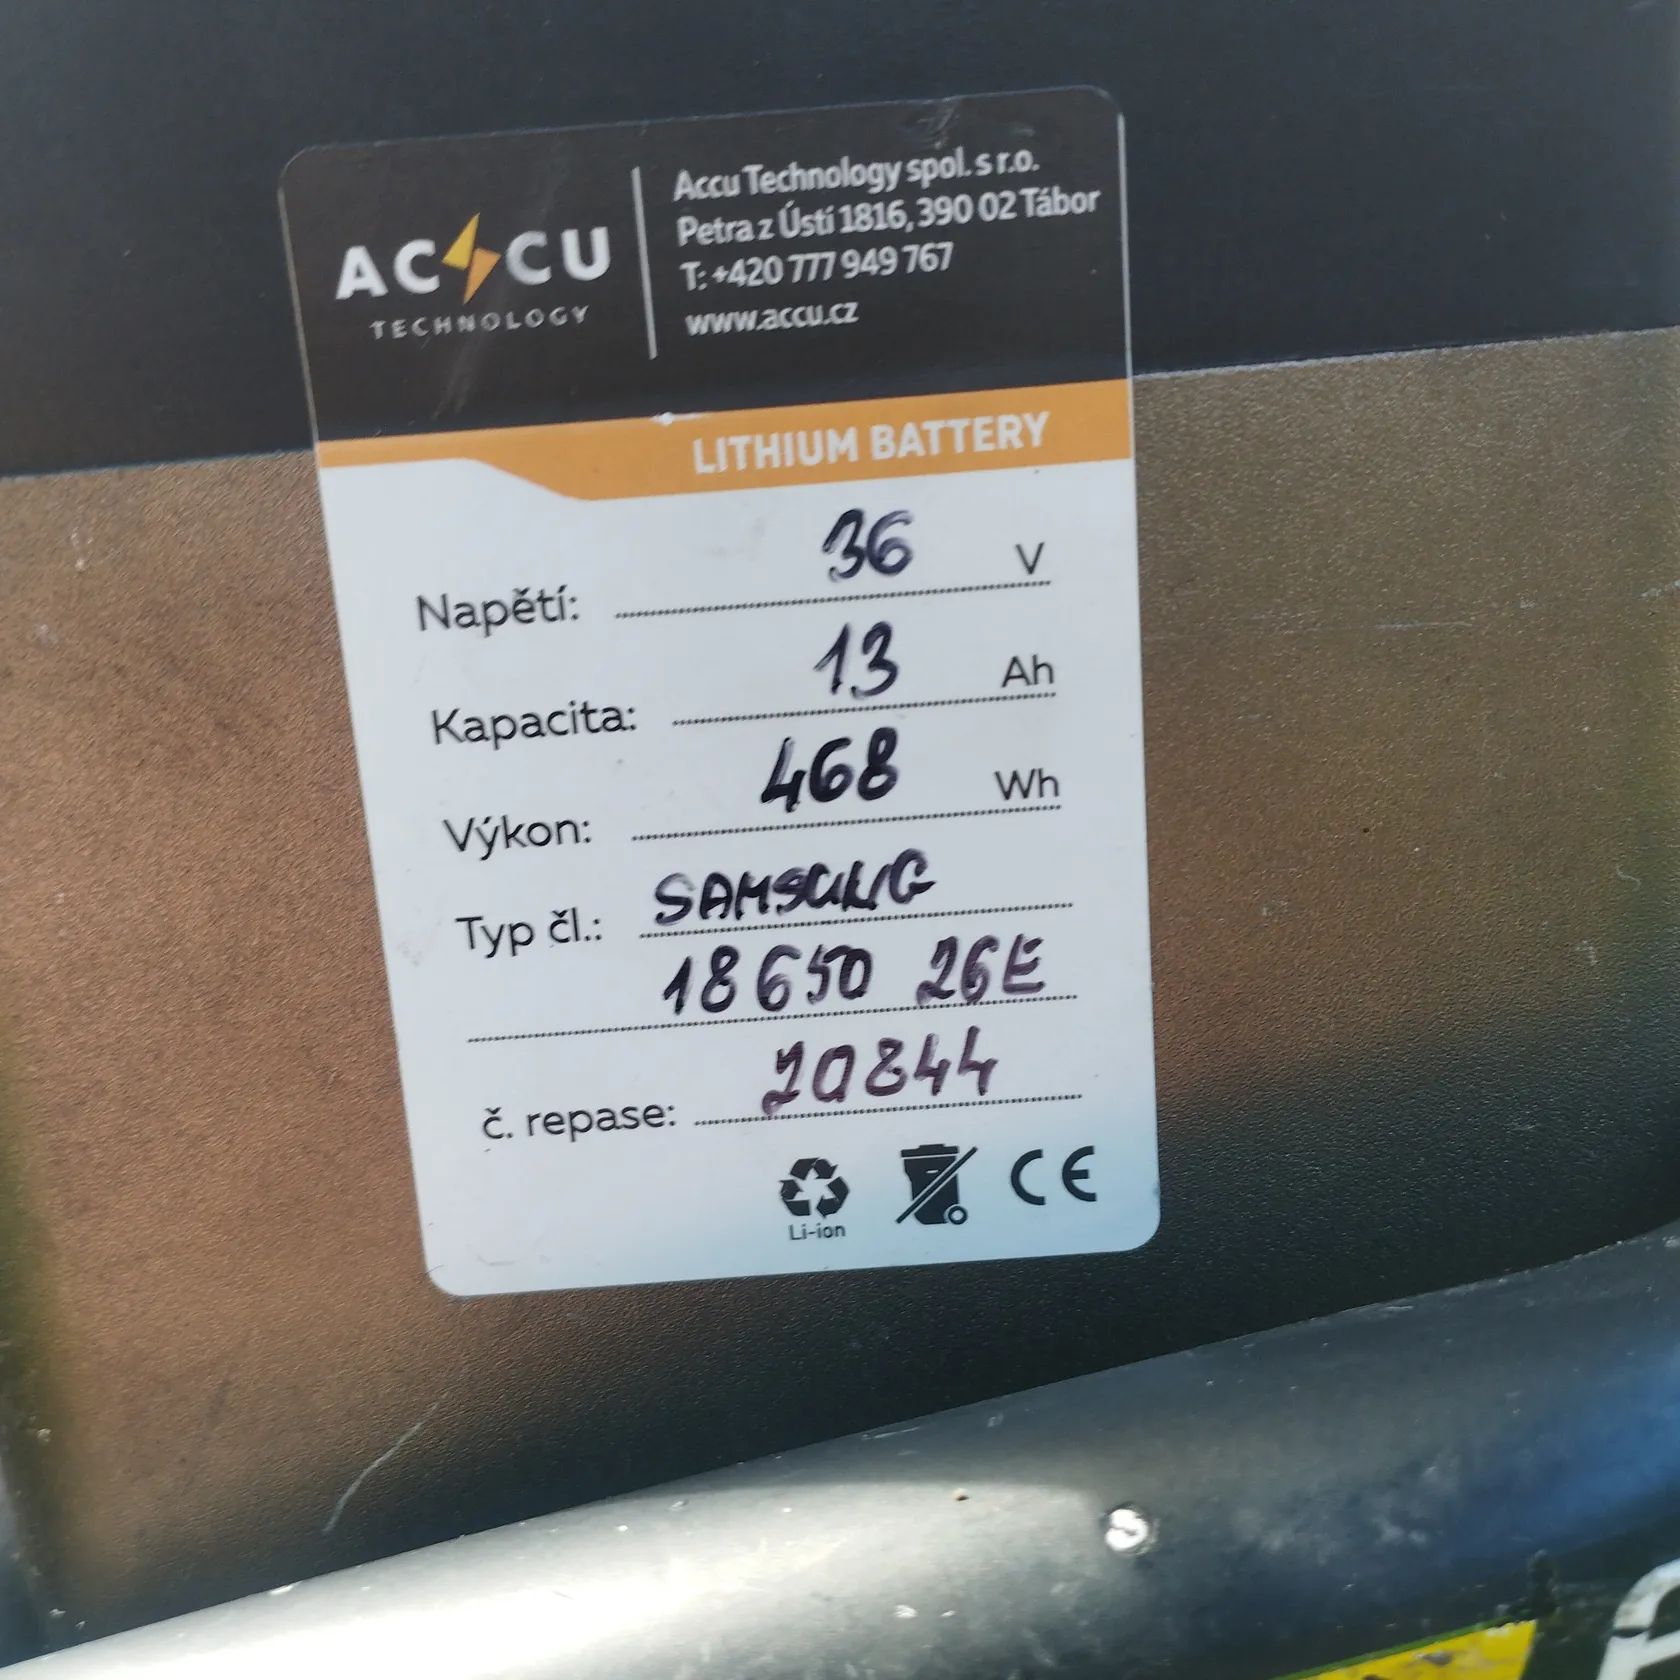 ACCU
TECHNOLOGY
Accu Technology spol. s r.o.
Petra z Ústí 1816, 390 02 Tábor
T: +420 777 949 767
www.accu.cz
LITHIUM BATTERY
Napětí: 36 V
Kapacita: 13 Ah
Výkon: 468 Wh
Typ čl.: SAMSUNG
18650 26E
č. repase: 20844
Li-ion
CE